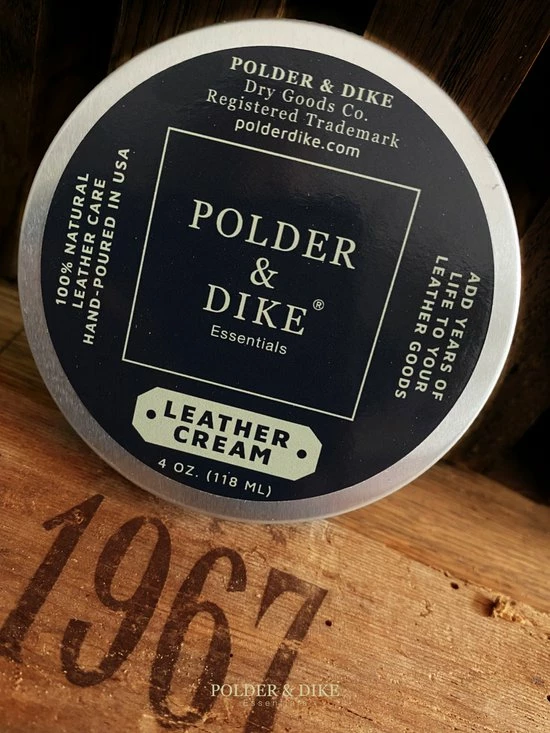 POLDER & DIKE
Dry Goods Co.
Registered Trademark
polderdike.com
100% NATURAL
LEATHER CARE
HAND-POURED IN USA
POLDER
&
DIKE®
Essentials
ADD YEARS OF
LIFE TO YOUR
LEATHER GOODS
• LEATHER •
CREAM
4 OZ. (118 ML)
1967
POLDER & DIKE
Essentials